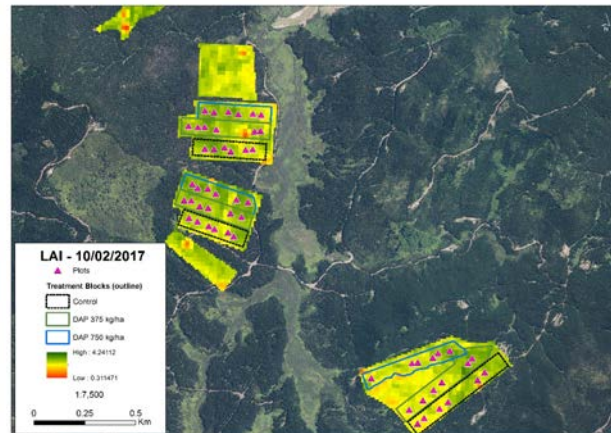 LAI - 10/02/2017
Plots
Treatment Blocks (outline)
Control
DAP 375 kg/ha
DAP 750 kg/ha
High : 4.24112
Low : 0.311471
1:7,500
0 0.25 0.5
Km